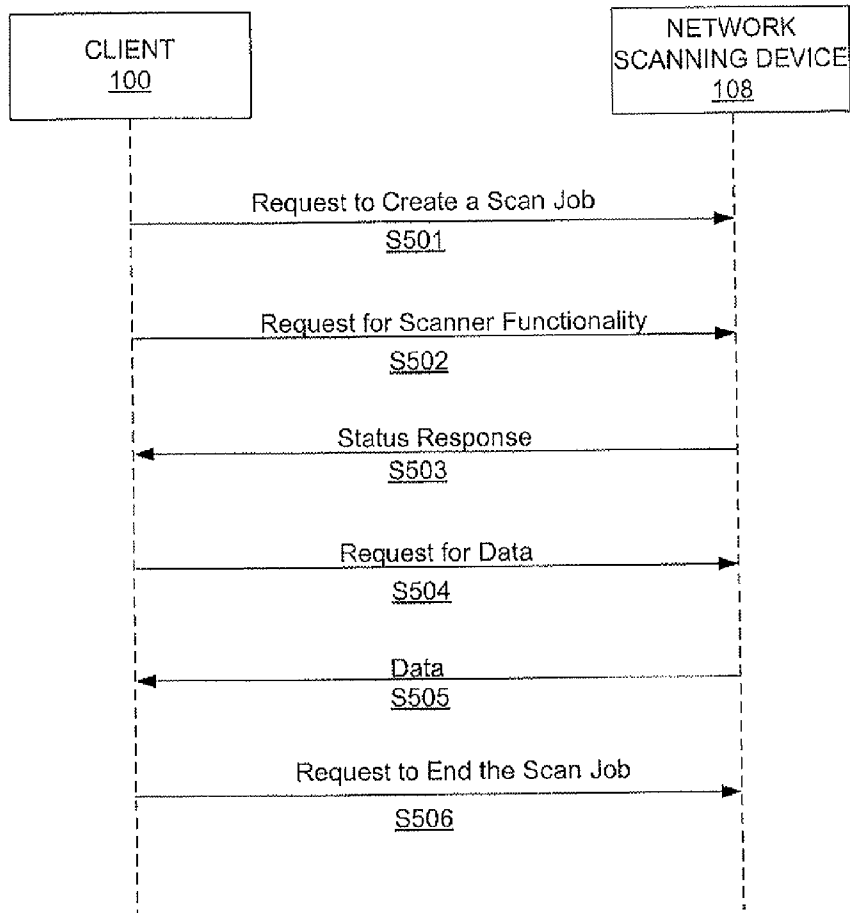 CLIENT
100
NETWORK
SCANNING DEVICE
108
Request to Create a Scan Job
S501
Request for Scanner Functionality
S502
Status Response
S503
Request for Data
S504
Data
S505
Request to End the Scan Job
S506